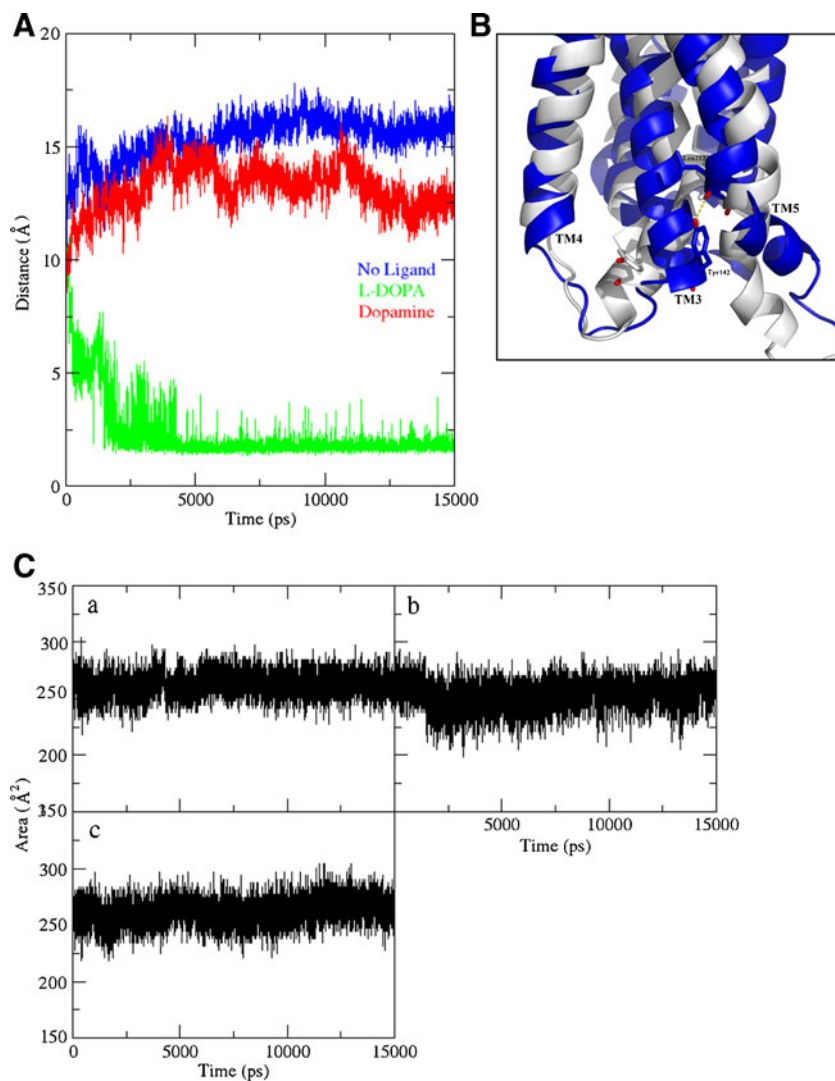 A
20
15
10
5
0
Distance (Å)
No Ligand
L-DOPA
Dopamine
0 5000 10000 15000
Time (ps)
B
TM4
TM5
Tyr142
TM3
C
350
300
250
200
150
a
b
Area (Å²)
5000 10000 15000
Time (ps)
c
300
250
200
150
0 5000 10000 15000
Time (ps)